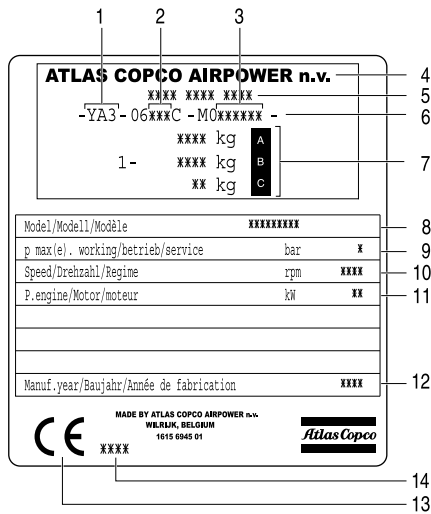 1 2 3
ATLAS COPCO AIRPOWER n.v. 4
**** **** **** 5
-YA3-06***C -M0****** - 6
**** kg A
1- **** kg B 7
** kg C
Model/Modell/Modèle ********* 8
p max(e). working/betrieb/service bar * 9
Speed/Drehzahl/Regime rpm **** 10
P.engine/Motor/moteur kW ** 11
Manuf.year/Baujahr/Année de fabrication **** 12
MADE BY ATLAS COPCO AIRPOWER n.v.
WILRIJK, BELGIUM
1615 6945 01
CE **** Atlas Copco
14
13